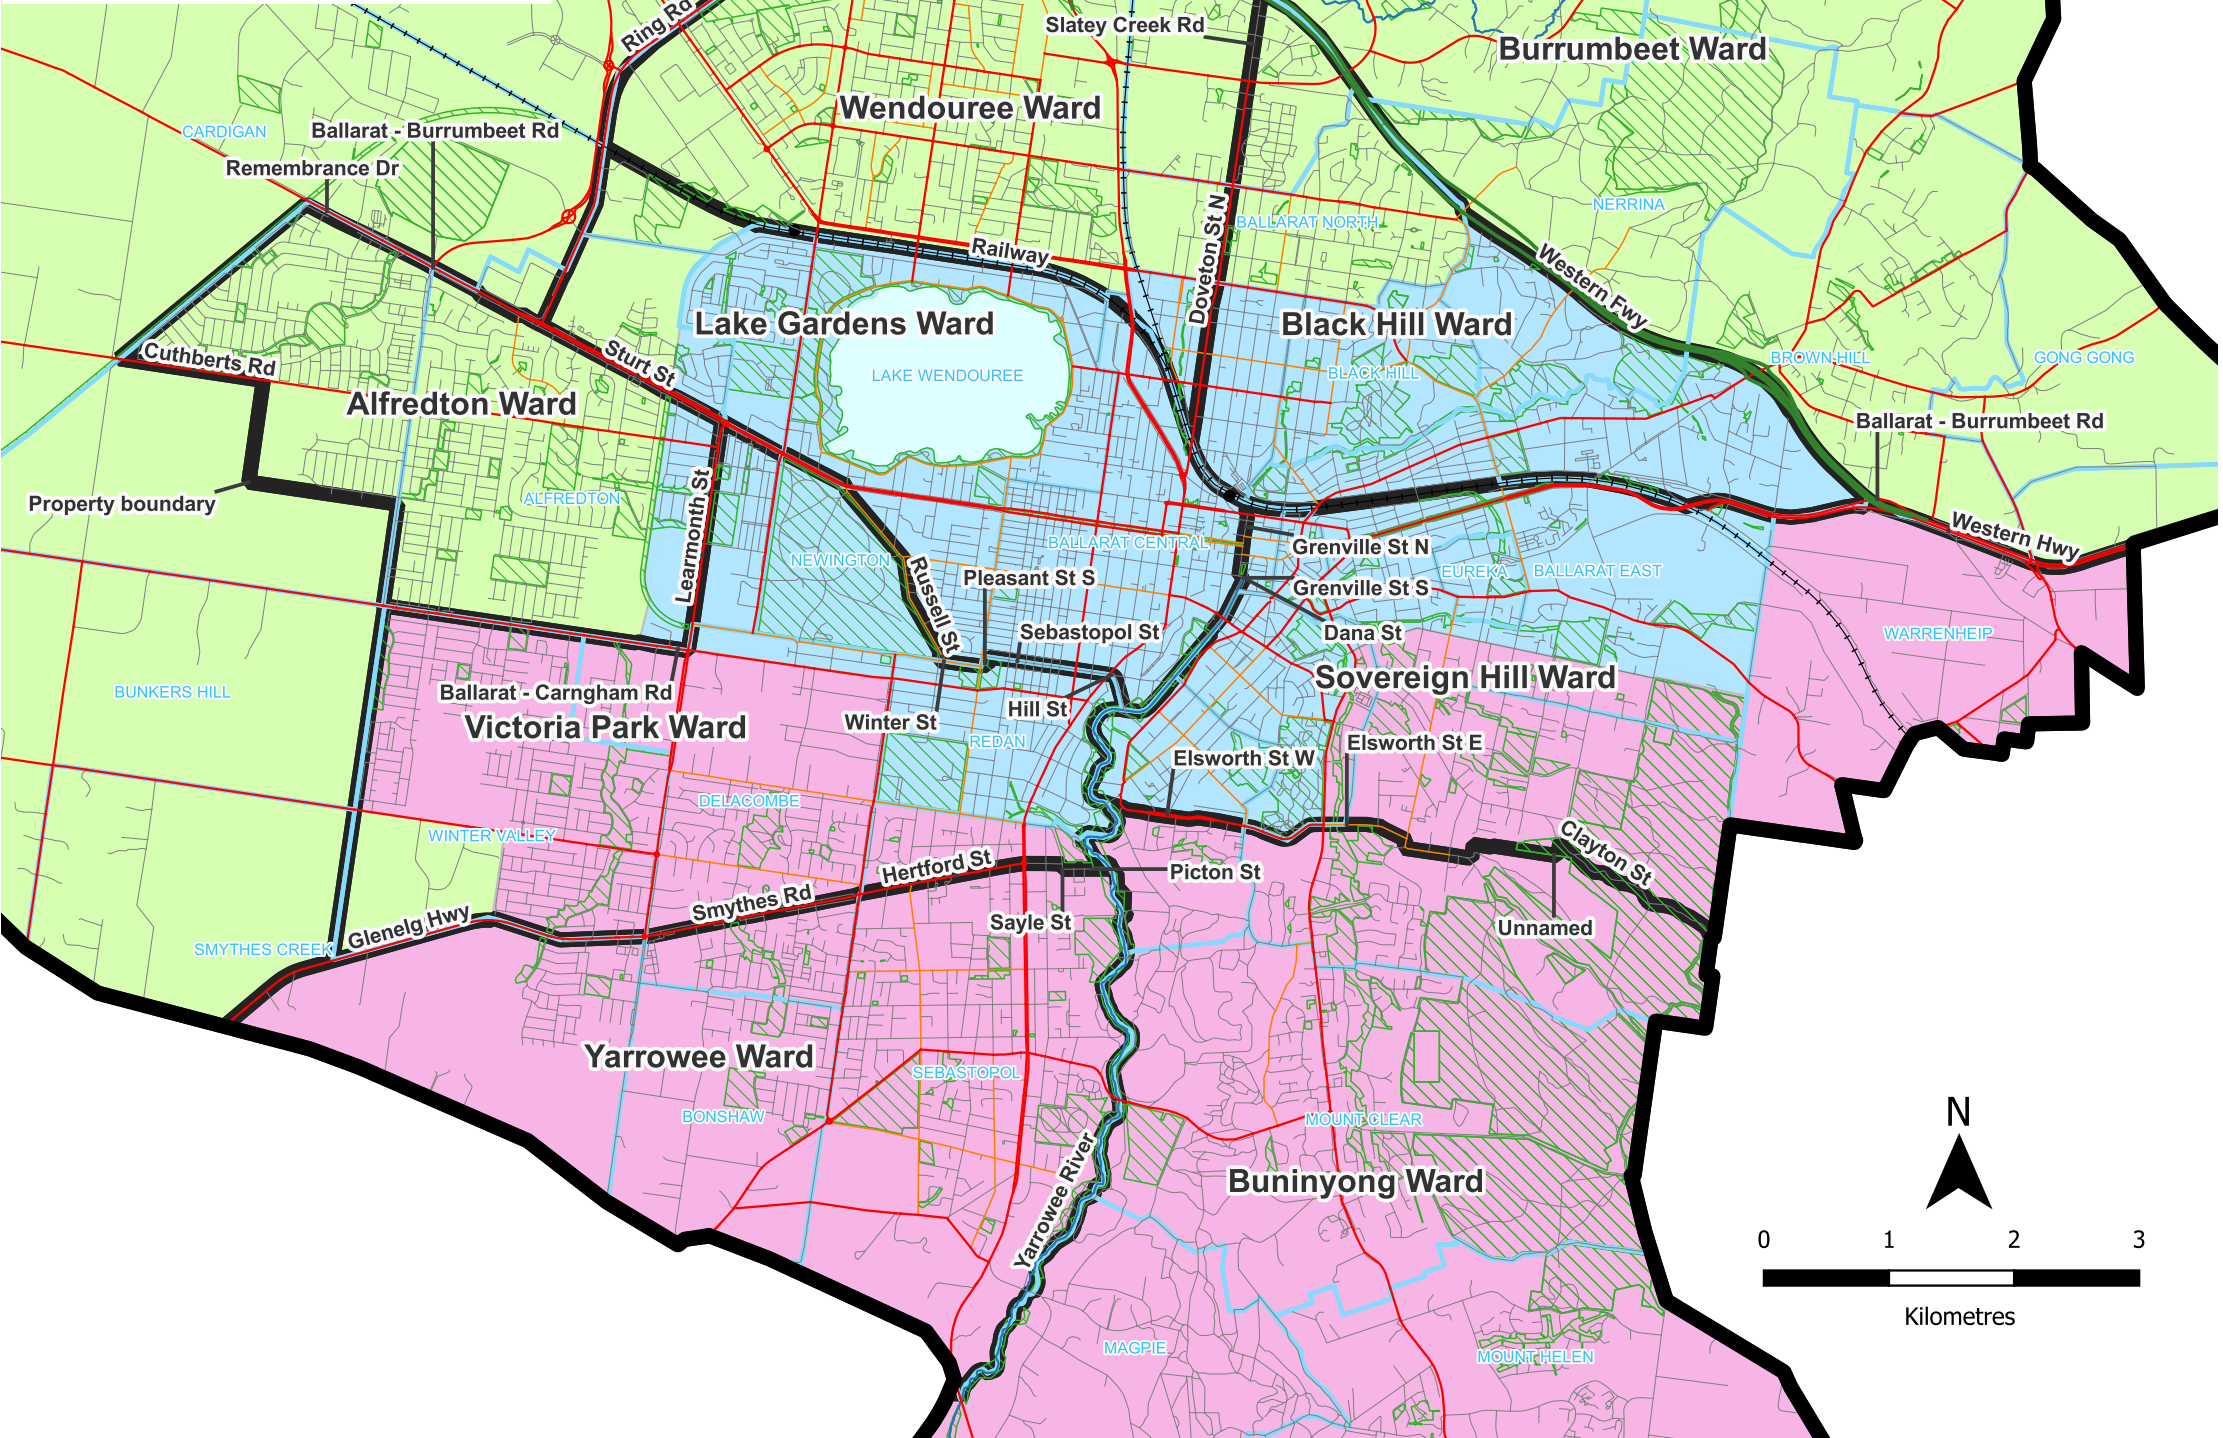 Ring Rd
Slatey Creek Rd
Burrumbeet Ward
Wendouree Ward
CARDIGAN
Ballarat - Burrumbeet Rd
Remembrance Dr
NERRINA
BALLARAT NORTH
Doveton St N
Railway
Western Fwy
Lake Gardens Ward
Black Hill Ward
Cuthberts Rd
Sturt St
LAKE WENDOUREE
BLACK HILL
BROWN HILL
GONG GONG
Alfredton Ward
Ballarat - Burrumbeet Rd
Property boundary
ALFREDTON
Learmonth St
Western Hwy
NEWINGTON
BALLARAT CENTRAL
Grenville St N
EUREKA
BALLARAT EAST
Russell St
Pleasant St S
Grenville St S
Sebastopol St
Dana St
WARRENHEIP
BUNKERS HILL
Ballarat - Carngham Rd
Sovereign Hill Ward
Victoria Park Ward
Winter St
Hill St
REDAN
Elsworth St E
Elsworth St W
DELACOMBE
WINTER VALLEY
Clayton St
Hertford St
Picton St
Smythes Rd
Glenelg Hwy
Sayle St
Unnamed
SMYTHES CREEK
Yarrowee Ward
SEBASTOPOL
BONSHAW
MOUNT CLEAR
N
Yarrowee River
Buninyong Ward
0 1 2 3
Kilometres
MAGPIE
MOUNT HELEN